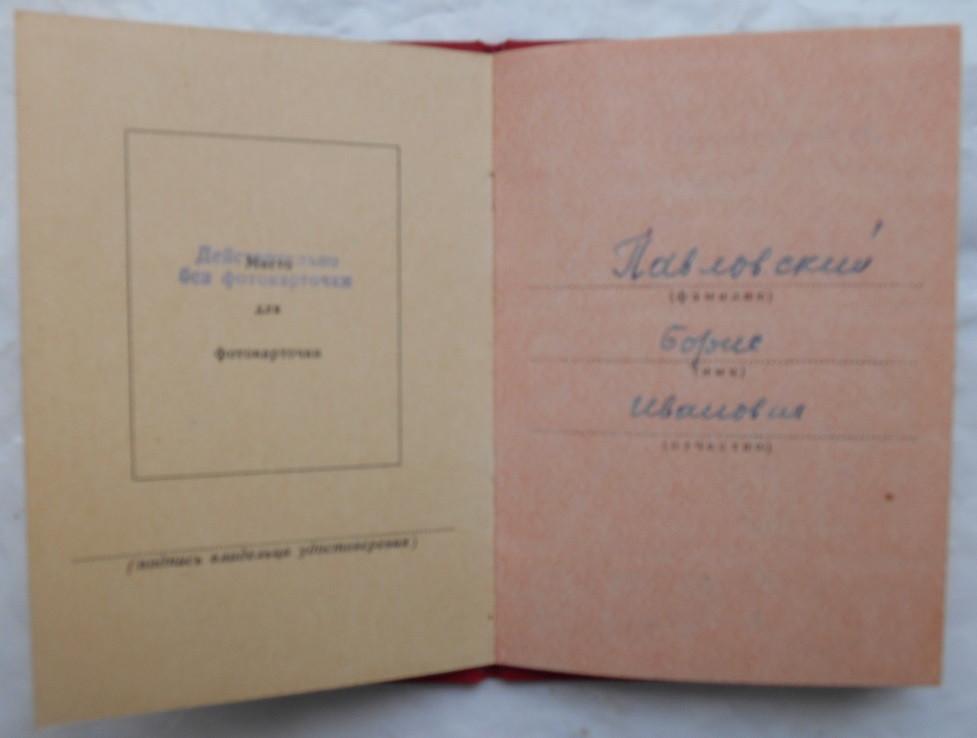 Действительно
без фотокарточки
Место
для
фотокарточки
(подпись владельца удостоверения)
Павловский
(фамилия)
Борис
(имя)
Иванович
(отчество)